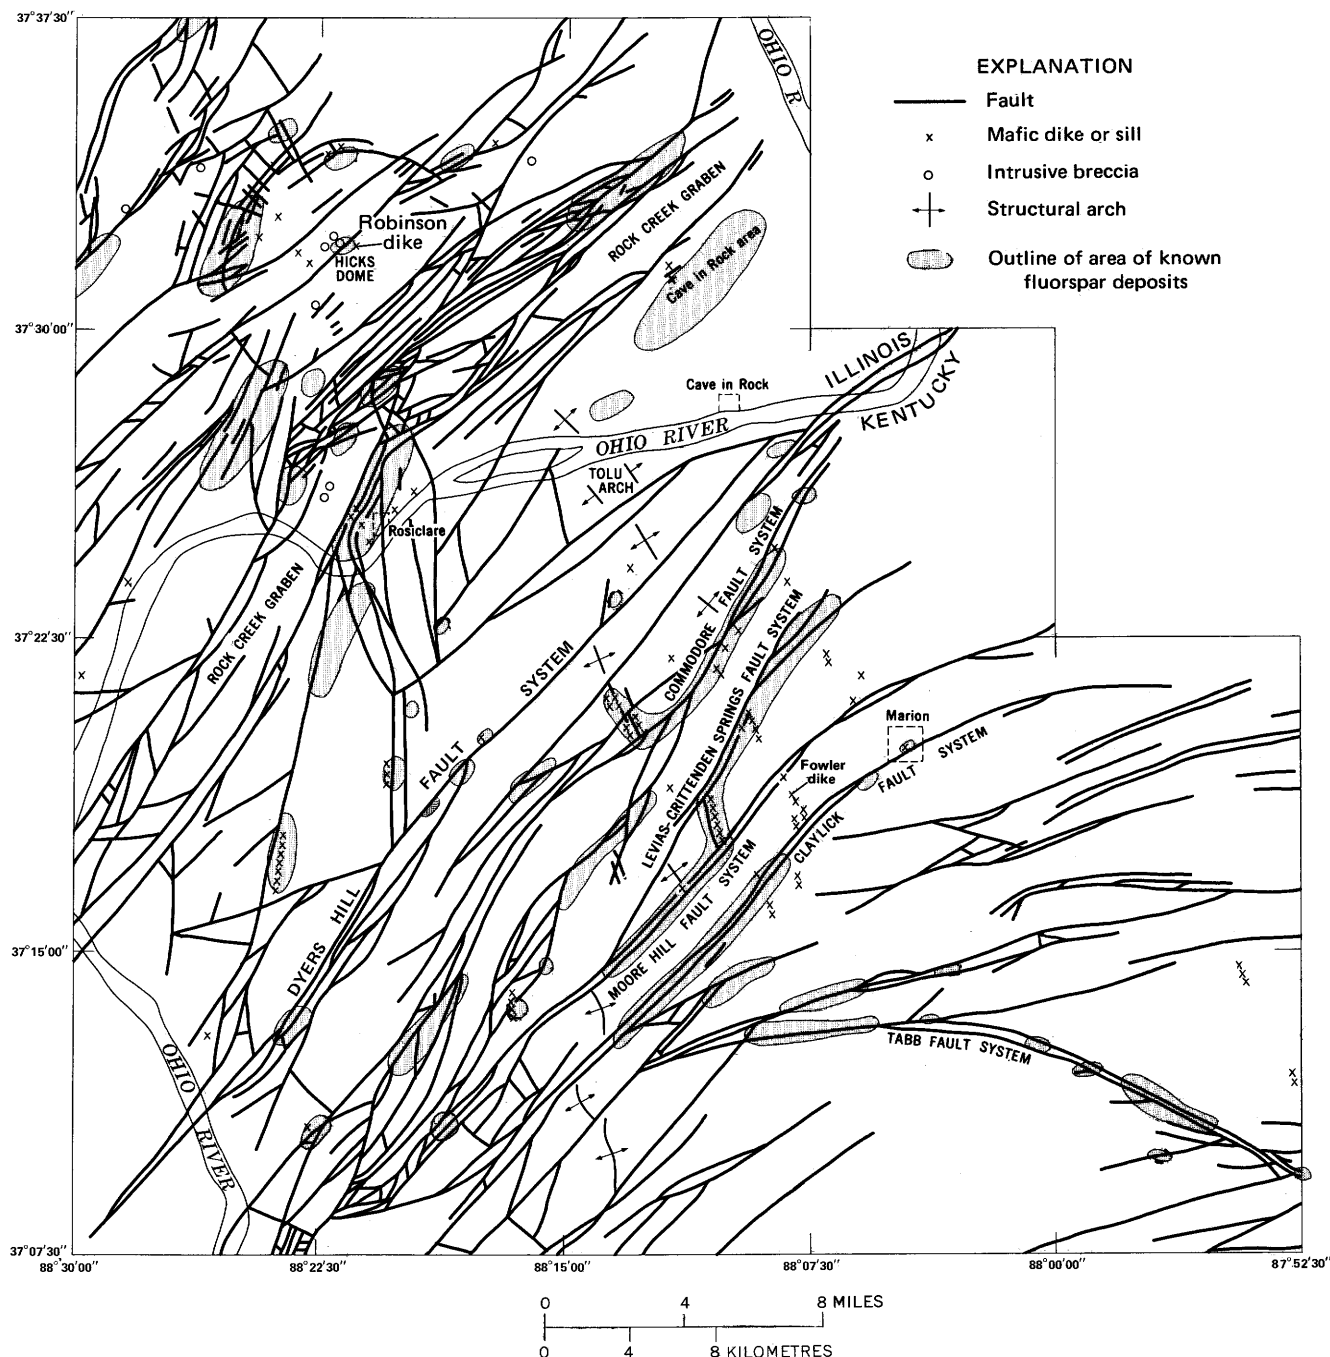 37°37'30"
OHIO R
EXPLANATION
Fault
x Mafic dike or sill
Intrusive breccia
Structural arch
Outline of area of known
fluorspar deposits
ROCK CREEK GRABEN
Robinson
dike
HICKS
DOME
Cave in Rock area
37°30'00"
ILLINOIS
KENTUCKY
Cave in Rock
OHIO RIVER
TOLU
ARCH
Rosiclare
ROCK CREEK GRABEN
37°22'30"
COMMODORE FAULT SYSTEM
LEVIAS-CRITTENDEN SPRINGS FAULT SYSTEM
DYERS HILL FAULT SYSTEM
Marion
Fowler
dike
CLAYLICK FAULT SYSTEM
MOORE HILL FAULT SYSTEM
37°15'00"
TABB FAULT SYSTEM
OHIO RIVER
37°07'30"
88°30'00"
88°22'30"
88°15'00"
88°07'30"
88°00'00"
87°52'30"
0 4 8 MILES
0 4 8 KILOMETRES